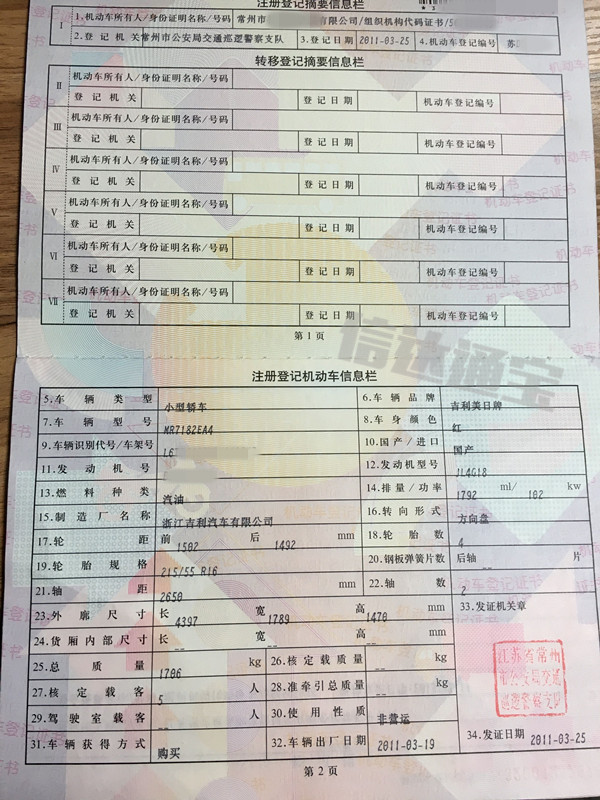 注册登记摘要信息栏
Ⅰ 1.机动车所有人/身份证明名称/号码 常州市 有限公司/组织机构代码证书/5
2.登记机关 常州市公安局交通巡逻警察支队 3.登记日期 2011-03-25 4.机动车登记编号 苏
转移登记摘要信息栏
Ⅱ 机动车所有人/身份证明名称/号码
登记机关 登记日期 机动车登记编号
Ⅲ 机动车所有人/身份证明名称/号码
登记机关 登记日期 机动车登记编号
Ⅳ 机动车所有人/身份证明名称/号码
登记机关 登记日期 机动车登记编号
Ⅴ 机动车所有人/身份证明名称/号码
登记机关 登记日期 机动车登记编号
Ⅵ 机动车所有人/身份证明名称/号码
登记机关 登记日期 机动车登记编号
Ⅶ 机动车所有人/身份证明名称/号码
登记机关 登记日期 机动车登记编号
第1页
信达通宝
注册登记机动车信息栏
5.车辆类型 小型轿车 6.车辆品牌 吉利美日牌
7.车辆型号 MR7182EA4 8.车身颜色 红
9.车辆识别代号/车架号 L6 10.国产/进口 国产
11.发动机号 12.发动机型号 JL4G18
13.燃料种类 汽油 14.排量/功率 1792 ml/ 102 kw
15.制造厂名称 浙江吉利汽车有限公司 16.转向形式 方向盘
17.轮距 前 1502 后 1492 mm 18.轮胎数 4
19.轮胎规格 215/55 R16 20.钢板弹簧片数 后轴 -- 片
21.轴距 2650 mm 22.轴数 2
23.外廓尺寸 长 4397 宽 1789 高 1470 mm 33.发证机关章
24.货厢内部尺寸 长 -- 宽 -- 高 -- mm
25.总质量 1706 kg 26.核定载质量 -- kg
江苏省常州
市公安局交通
巡逻警察支队
27.核定载客 5 人 28.准牵引总质量 -- kg
29.驾驶室载客 -- 人 30.使用性质 非营运
31.车辆获得方式 购买 32.车辆出厂日期 2011-03-19 34.发证日期 2011-03-25
第2页